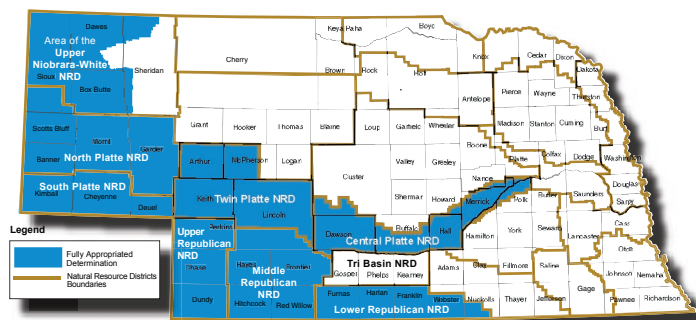 Dawes
Keya Paha
Boyd
Area of the
Upper
Niobrara-White
NRD
Sioux
Sheridan
Cherry
Brown
Rock
Holt
Knox
Cedar
Dixon
Dakota
Box Butte
Antelope
Pierce
Wayne
Thurston
Scotts Bluff
Morrill
Garden
Grant
Hooker
Thomas
Blaine
Loup
Garfield
Wheeler
Madison
Stanton
Cuming
Burt
Banner
North Platte NRD
Arthur
McPherson
Logan
Custer
Valley
Greeley
Boone
Nance
Platte
Colfax
Dodge
Washington
South Platte NRD
Kimball
Cheyenne
Deuel
Keith
Twin Platte NRD
Lincoln
Sherman
Howard
Merrick
Polk
Butler
Saunders
Douglas
Sarpy
Perkins
Dawson
Buffalo
Central Platte NRD
Hall
Hamilton
York
Seward
Lancaster
Cass
Otoe
Upper
Republican
NRD
Chase
Hayes
Frontier
Middle
Republican
NRD
Tri Basin NRD
Gosper
Phelps
Kearney
Adams
Clay
Fillmore
Saline
Gage
Johnson
Nemaha
Dundy
Hitchcock
Red Willow
Furnas
Harlan
Franklin
Webster
Nuckolls
Thayer
Jefferson
Pawnee
Richardson
Lower Republican NRD
Legend
Fully Appropriated
Determination
Natural Resource Districts
Boundaries